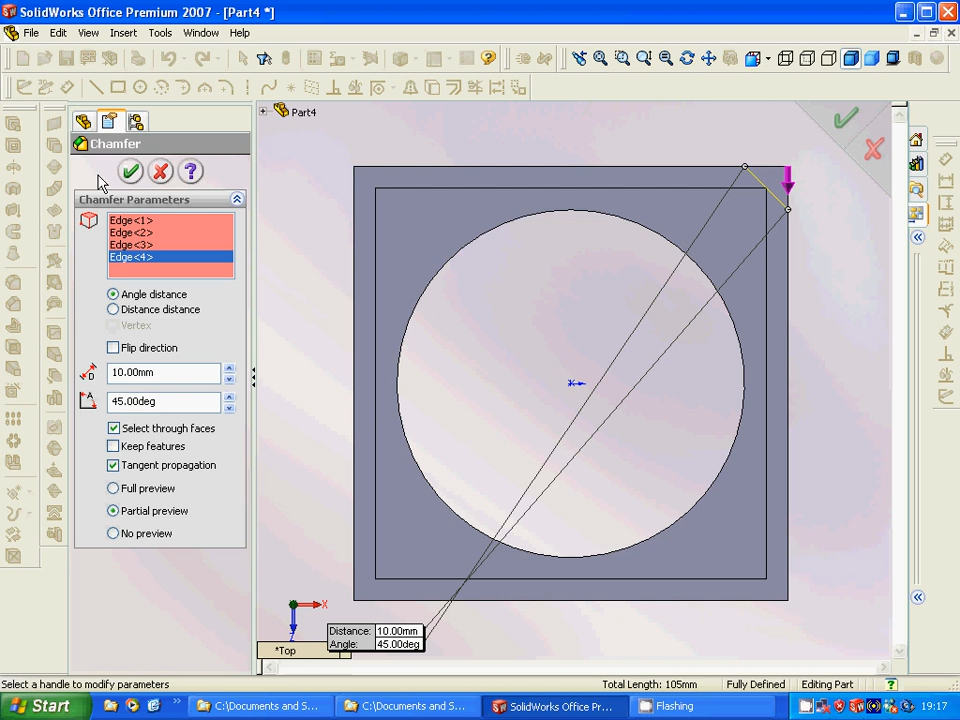 SolidWorks Office Premium 2007 - [Part4 *]
File Edit View Insert Tools Window Help
Part4
Chamfer
Chamfer Parameters
Edge<1>
Edge<2>
Edge<3>
Edge<4>
Angle distance
Distance distance
Vertex
Flip direction
D 10.00mm
A 45.00deg
Select through faces
Keep features
Tangent propagation
Full preview
Partial preview
No preview
X
Z
Distance: 10.00mm
Angle: 45.00deg
*Top
Select a handle to modify parameters Total Length: 105mm Fully Defined Editing Part
Start C:\Documents and S... C:\Documents and S... SolidWorks Office Pr... Flashing 19:17